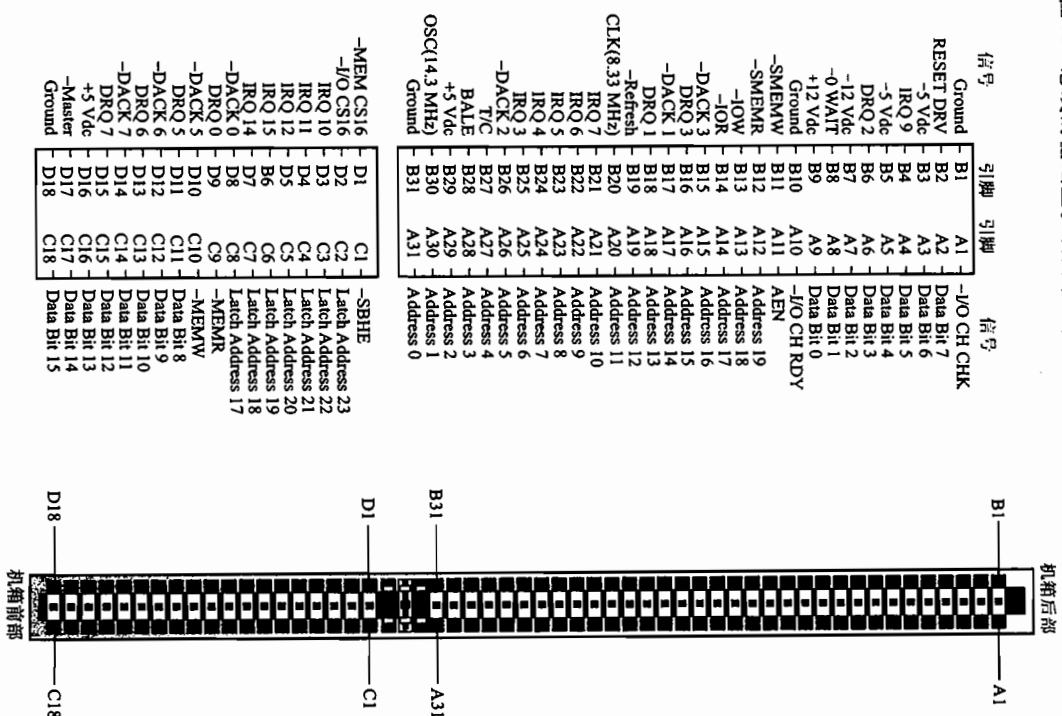 信号 引脚 引脚 信号
Ground B1 A1 –I/O CH CHK
RESET DRV B2 A2 Data Bit 7
–5 Vdc B3 A3 Data Bit 6
IRQ 9 B4 A4 Data Bit 5
–5 Vdc B5 A5 Data Bit 4
DRQ 2 B6 A6 Data Bit 3
–12 Vdc B7 A7 Data Bit 2
–0 WAIT B8 A8 Data Bit 1
+12 Vdc B9 A9 Data Bit 0
Ground B10 A10 –I/O CH RDY
–SMEMW B11 A11 AEN
–SMEMR B12 A12 Address 19
–IOW B13 A13 Address 18
–IOR B14 A14 Address 17
–DACK 3 B15 A15 Address 16
DRQ 3 B16 A16 Address 15
–DACK 1 B17 A17 Address 14
DRQ 1 B18 A18 Address 13
–Refresh B19 A19 Address 12
CLK(8.33 MHz) B20 A20 Address 11
IRQ 7 B21 A21 Address 10
IRQ 6 B22 A22 Address 9
IRQ 5 B23 A23 Address 8
IRQ 4 B24 A24 Address 7
IRQ 3 B25 A25 Address 6
–DACK 2 B26 A26 Address 5
T/C B27 A27 Address 4
BALE B28 A28 Address 3
+5 Vdc B29 A29 Address 2
OSC(14.3 MHz) B30 A30 Address 1
Ground B31 A31 Address 0
–MEM CS16 D1 C1 –SBHE
–I/O CS16 D2 C2 Latch Address 23
IRQ 10 D3 C3 Latch Address 22
IRQ 11 D4 C4 Latch Address 21
IRQ 12 D5 C5 Latch Address 20
IRQ 15 B6 C6 Latch Address 19
IRQ 14 D7 C7 Latch Address 18
–DACK 0 D8 C8 Latch Address 17
DRQ 0 D9 C9 –MEMR
–DACK 5 D10 C10 –MEMW
DRQ 5 D11 C11 Data Bit 8
–DACK 6 D12 C12 Data Bit 9
DRQ 6 D13 C13 Data Bit 10
–DACK 7 D14 C14 Data Bit 11
DRQ 7 D15 C15 Data Bit 12
+5 Vdc D16 C16 Data Bit 13
–Master D17 C17 Data Bit 14
Ground D18 C18 Data Bit 15
机箱后部
B1 A1
B31 A31
D1 C1
D18 C18
机箱前部